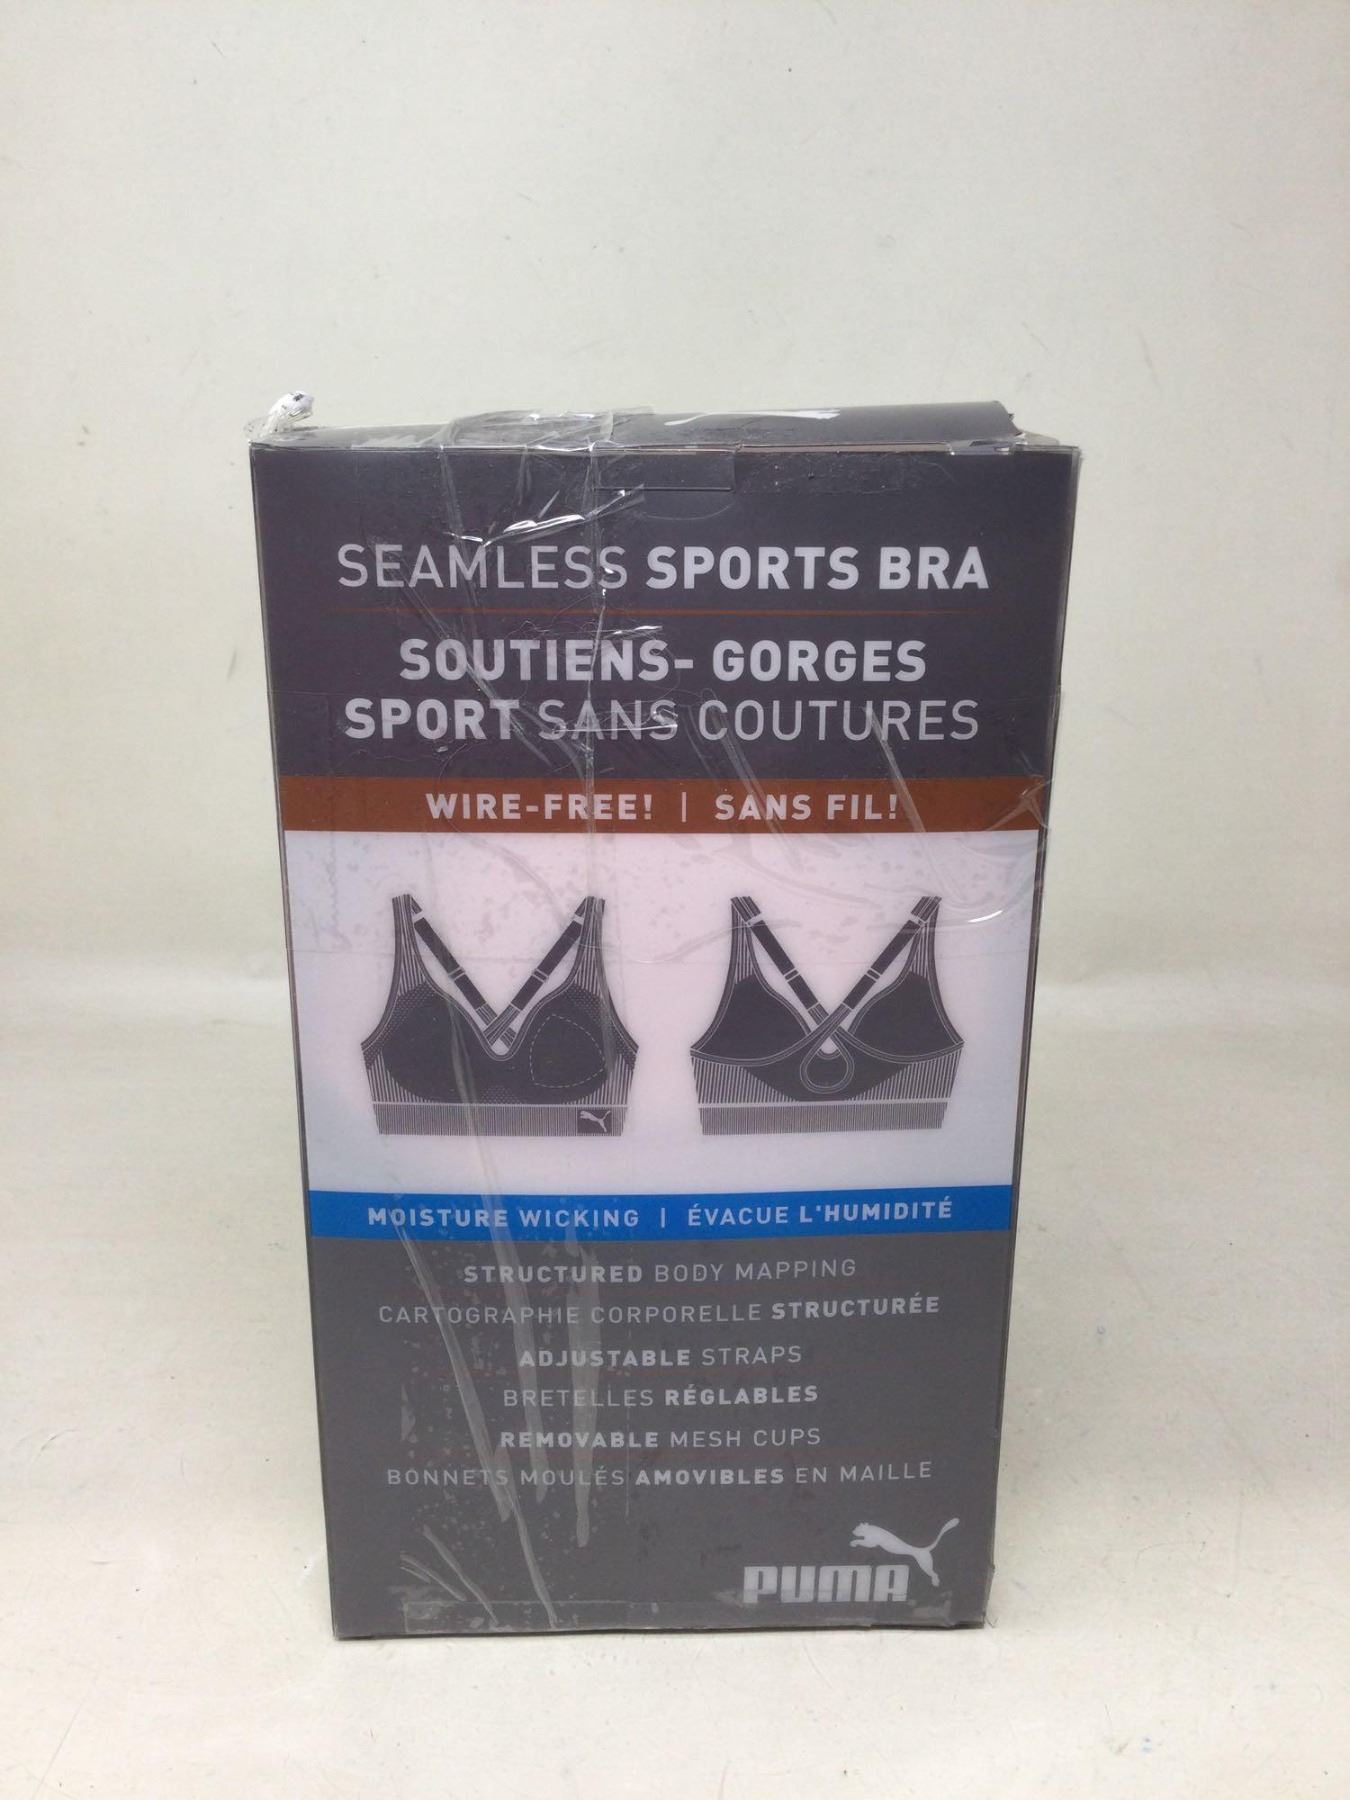 SEAMLESS SPORTS BRA
SOUTIENS- GORGES
SPORT SANS COUTURES
WIRE-FREE! | SANS FIL!
MOISTURE WICKING | ÉVACUE L'HUMIDITÉ
STRUCTURED BODY MAPPING
CARTOGRAPHIE CORPORELLE STRUCTURÉE
ADJUSTABLE STRAPS
BRETELLES RÉGLABLES
REMOVABLE MESH CUPS
BONNETS MOULÉS AMOVIBLES EN MAILLE
PUMA